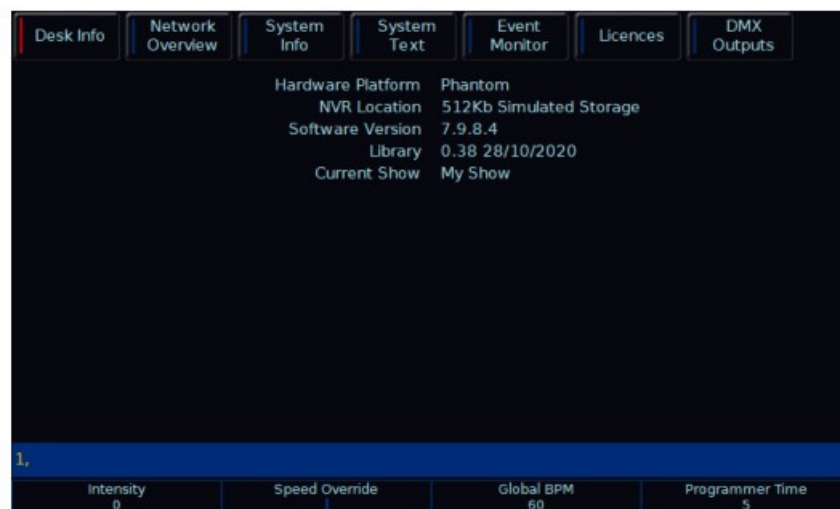 Desk Info
Network
Overview
System
Info
System
Text
Event
Monitor
Licences
DMX
Outputs
Hardware Platform Phantom
NVR Location 512Kb Simulated Storage
Software Version 7.9.8.4
Library 0.38 28/10/2020
Current Show My Show
1,
Intensity Speed Override Global BPM Programmer Time
0 60 5